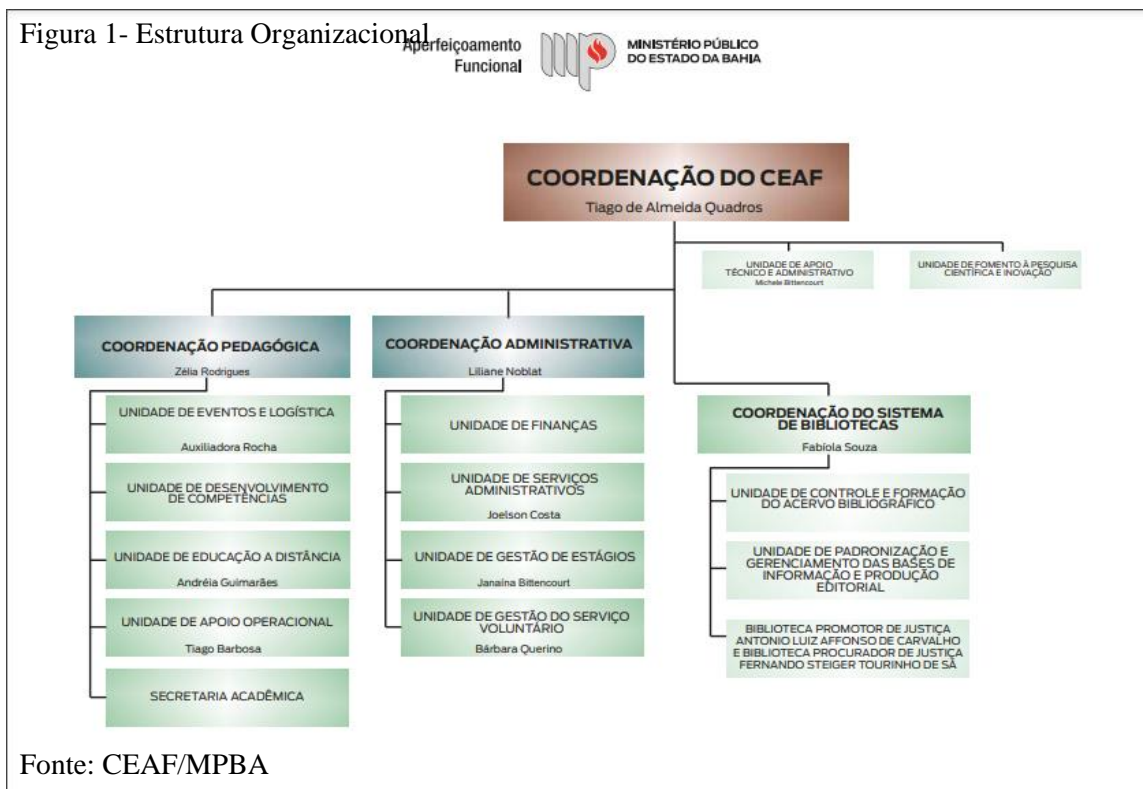 Figura 1- Estrutura Organizacional
Aperfeiçoamento
Funcional
MINISTÉRIO PÚBLICO
DO ESTADO DA BAHIA
COORDENAÇÃO DO CEAF
Tiago de Almeida Quadros
UNIDADE DE APOIO
TÉCNICO E ADMINISTRATIVO
Michele Bittencourt
UNIDADE DE FOMENTO À PESQUISA
CIENTÍFICA E INOVAÇÃO
COORDENAÇÃO PEDAGÓGICA
Zélia Rodrigues
UNIDADE DE EVENTOS E LOGÍSTICA
Auxiliadora Rocha
UNIDADE DE DESENVOLVIMENTO
DE COMPETÊNCIAS
UNIDADE DE EDUCAÇÃO A DISTÂNCIA
Andréia Guimarães
UNIDADE DE APOIO OPERACIONAL
Tiago Barbosa
SECRETARIA ACADÊMICA
COORDENAÇÃO ADMINISTRATIVA
Liliane Noblat
UNIDADE DE FINANÇAS
UNIDADE DE SERVIÇOS
ADMINISTRATIVOS
Joelson Costa
UNIDADE DE GESTÃO DE ESTÁGIOS
Janaína Bittencourt
UNIDADE DE GESTÃO DO SERVIÇO
VOLUNTÁRIO
Bárbara Querino
COORDENAÇÃO DO SISTEMA
DE BIBLIOTECAS
Fabíola Souza
UNIDADE DE CONTROLE E FORMAÇÃO
DO ACERVO BIBLIOGRÁFICO
UNIDADE DE PADRONIZAÇÃO E
GERENCIAMENTO DAS BASES DE
INFORMAÇÃO E PRODUÇÃO
EDITORIAL
BIBLIOTECA PROMOTOR DE JUSTIÇA
ANTONIO LUIZ AFFONSO DE CARVALHO
E BIBLIOTECA PROCURADOR DE JUSTIÇA
FERNANDO STEIGER TOURINHO DE SÁ
Fonte: CEAF/MPBA